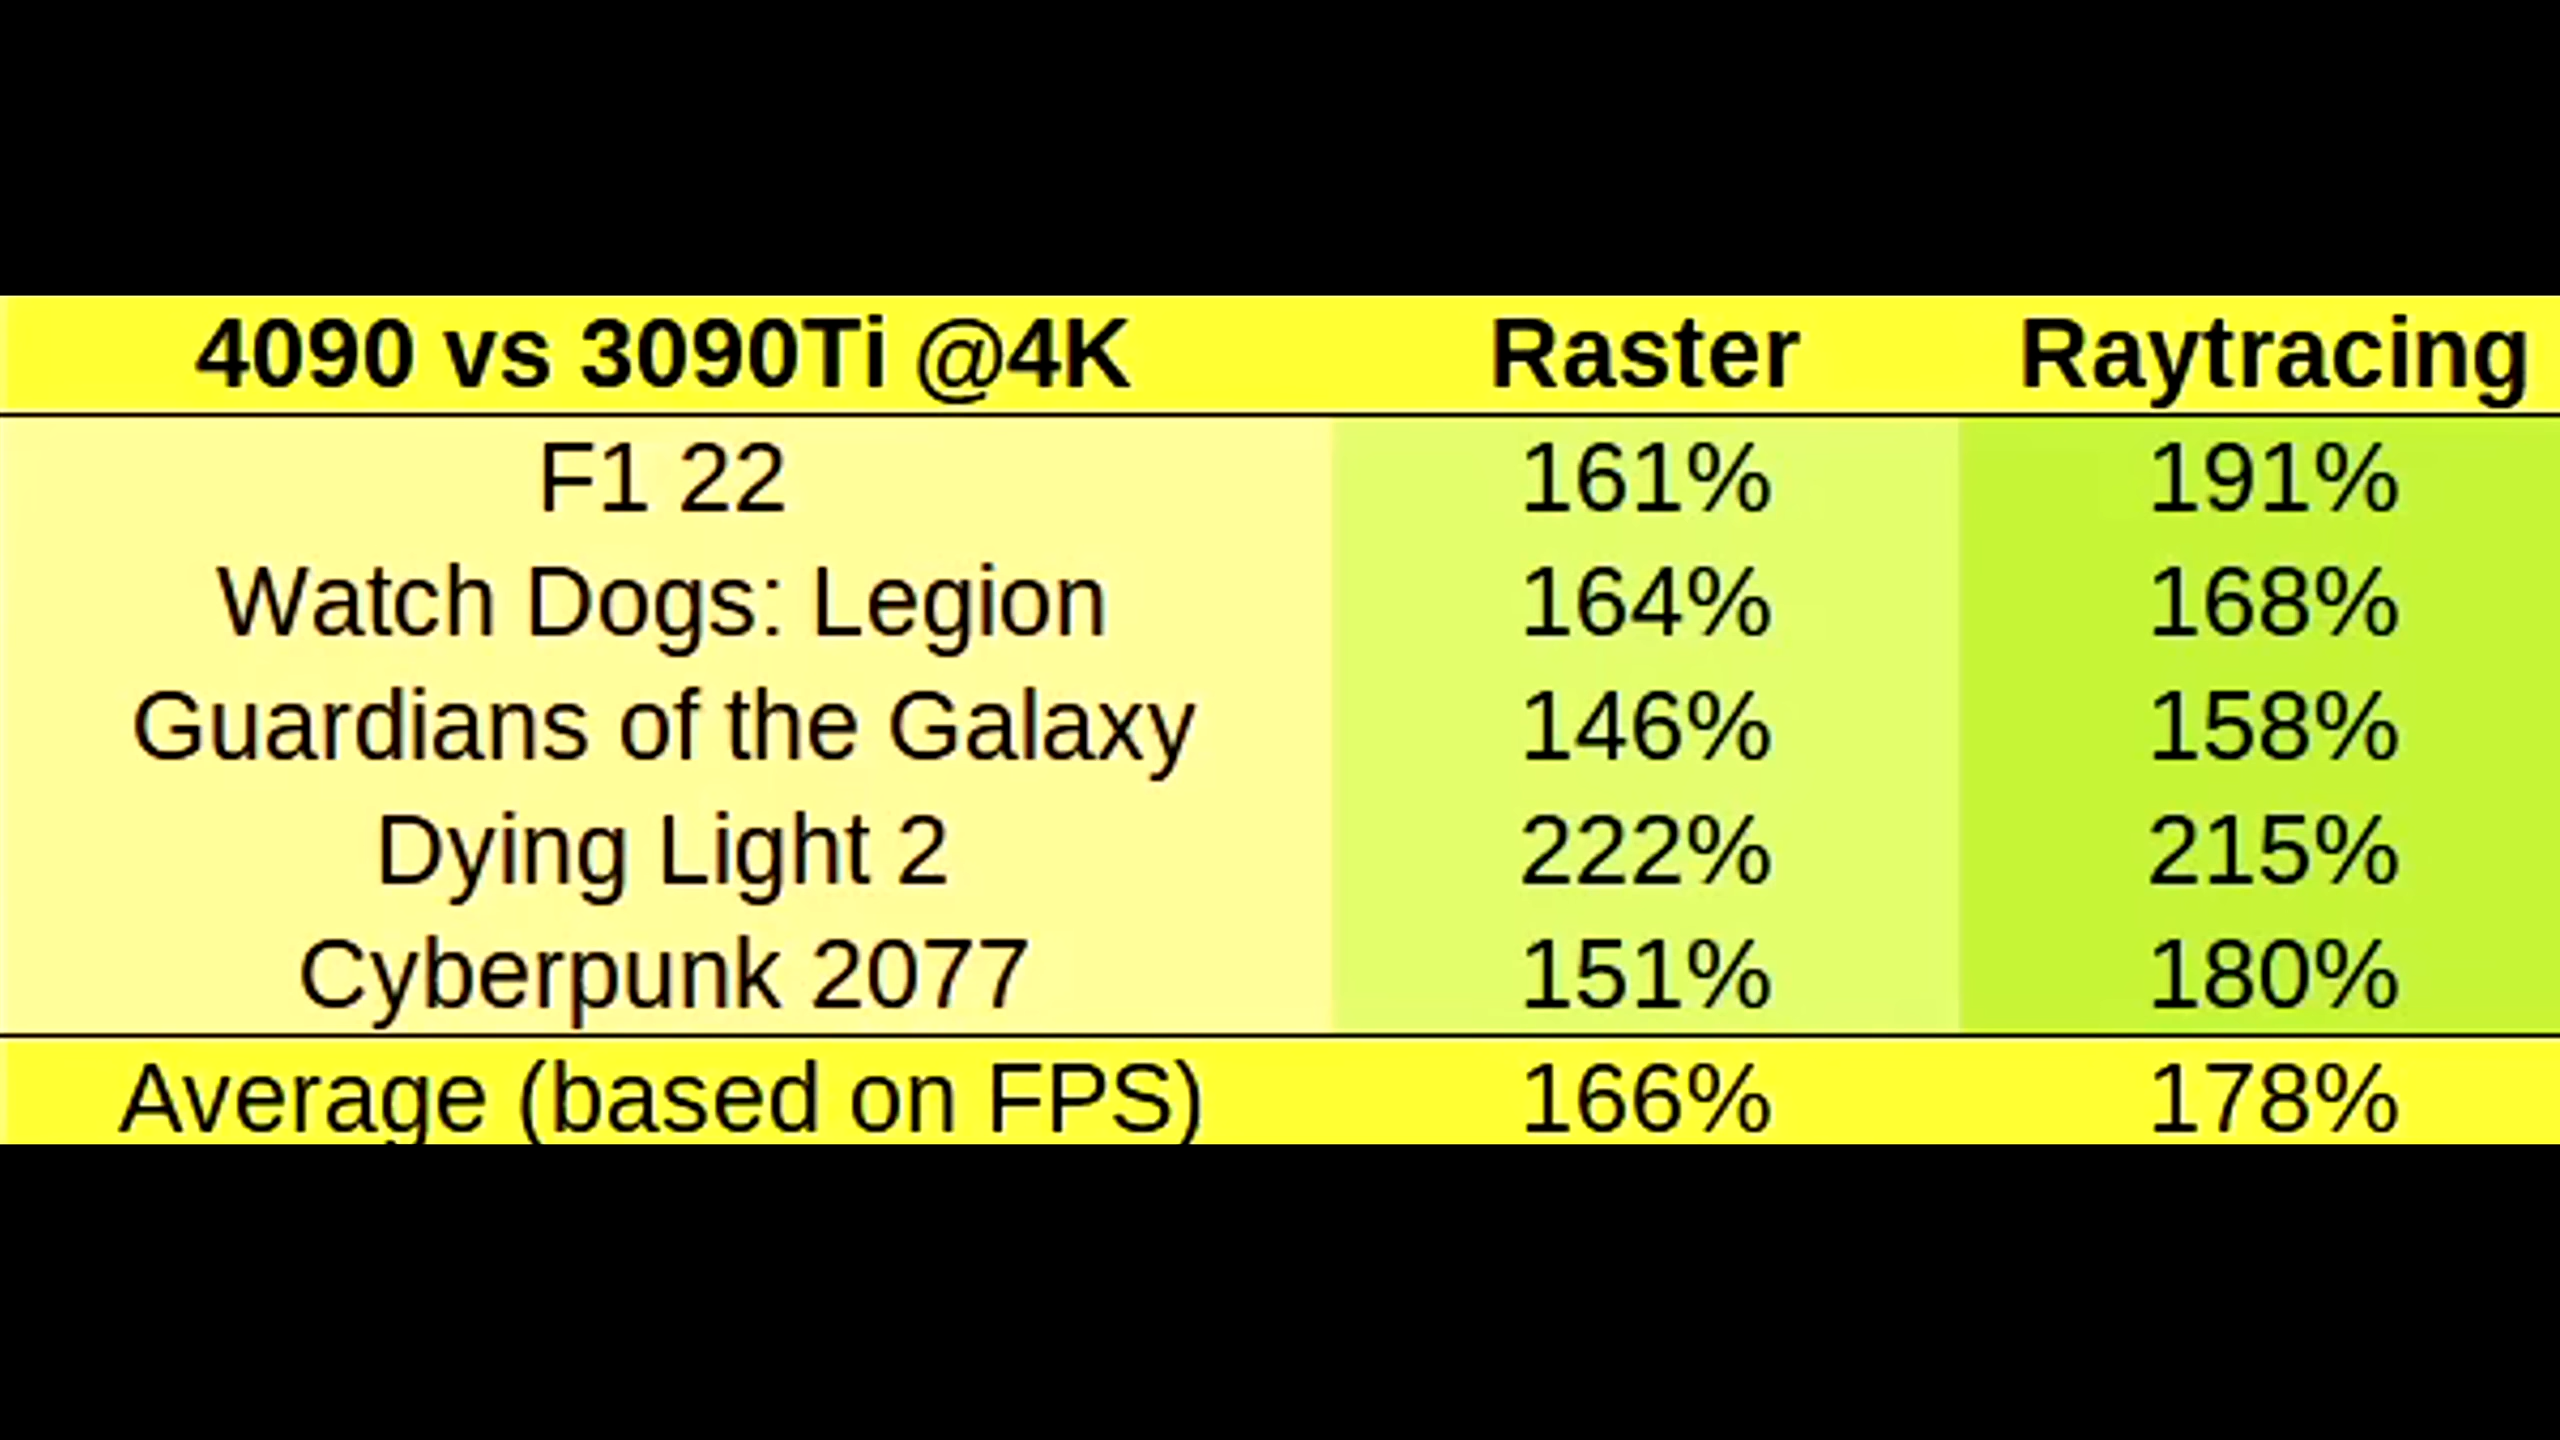 4090 vs 3090Ti @4K Raster Raytracing
F1 22 161% 191%
Watch Dogs: Legion 164% 168%
Guardians of the Galaxy 146% 158%
Dying Light 2 222% 215%
Cyberpunk 2077 151% 180%
Average (based on FPS) 166% 178%